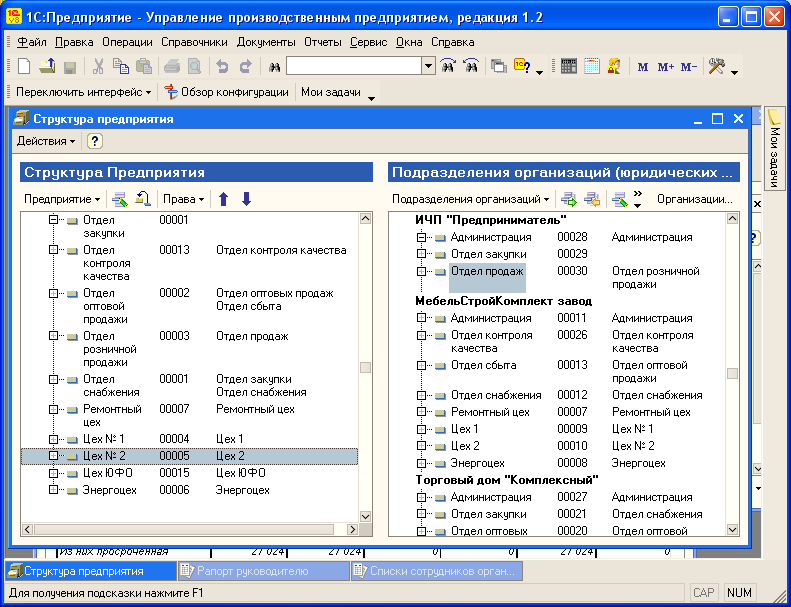 1С:Предприятие - Управление производственным предприятием, редакция 1.2
Файл Правка Операции Справочники Документы Отчеты Сервис Окна Справка
M M+ M-
Переключить интерфейс Обзор конфигурации Мои задачи
Структура предприятия
Мои задачи
Действия ?
Структура Предприятия
Предприятие Права
Отдел закупки 00001
Отдел контроля качества 00013 Отдел контроля качества
Отдел оптовой продажи 00002 Отдел оптовых продаж
Отдел сбыта
Отдел розничной продажи 00003 Отдел продаж
Отдел снабжения 00001 Отдел закупки
Отдел снабжения
Ремонтный цех 00007 Ремонтный цех
Цех № 1 00004 Цех 1
Цех № 2 00005 Цех 2
Цех ЮФО 00015 Цех ЮФО
Энергоцех 00006 Энергоцех
Подразделения организаций (юридических ...
Подразделения организаций Организации...
ИЧП "Предприниматель"
Администрация 00028 Администрация
Отдел закупки 00029
Отдел продаж 00030 Отдел розничной продажи
МебельСтройКомплект завод
Администрация 00011 Администрация
Отдел контроля качества 00026 Отдел контроля качества
Отдел сбыта 00013 Отдел оптовой продажи
Отдел снабжения 00012 Отдел снабжения
Ремонтный цех 00007 Ремонтный цех
Цех 1 00009 Цех № 1
Цех 2 00010 Цех № 2
Энергоцех 00008 Энергоцех
Торговый дом "Комплексный"
Администрация 00027 Администрация
Отдел закупки 00021 Отдел снабжения
Отдел оптовых 00020 Отдел оптовой
Из них просроченная 27 024 27 024 0 0 27 024 0
Структура предприятия Рапорт руководителю Списки сотрудников орган...
Для получения подсказки нажмите F1 CAP NUM